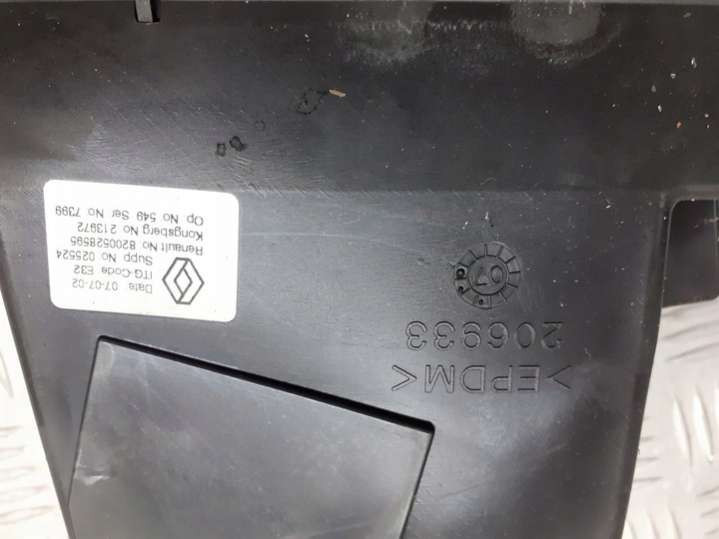 Date 07-07-02
ITG-Code E32
Supp No 025524
Renault No 8200528595
Kongsberg No 213972
Op No 549 Ser No 7399
>EPDM<
206933
07